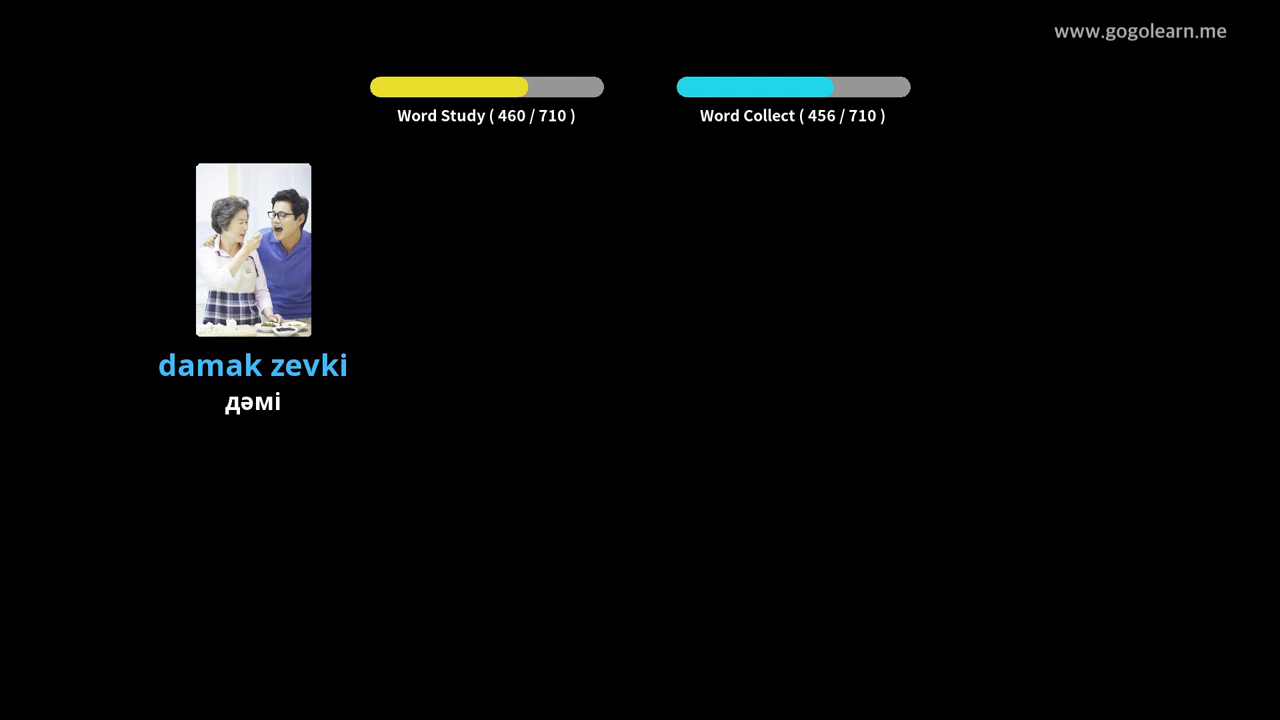 www.gogolearn.me
Word Study ( 460 / 710 )
Word Collect ( 456 / 710 )
damak zevki
дәмі